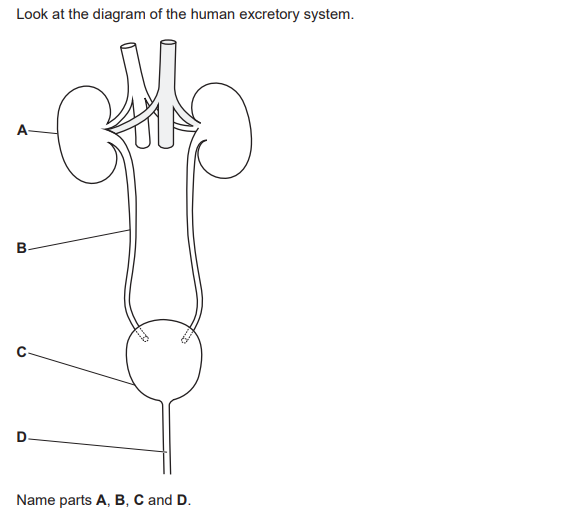 Look at the diagram of the human excretory system.
A
B
C
D
Name parts A, B, C and D.